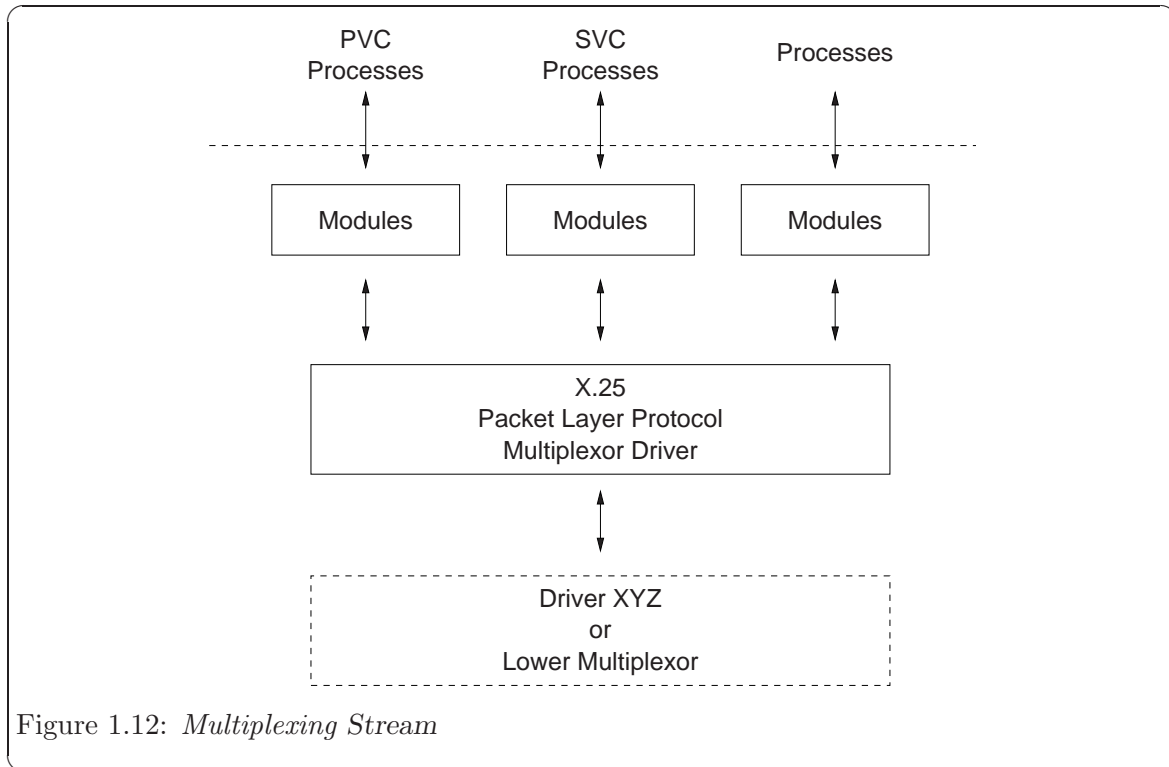 PVC
Processes
SVC
Processes
Processes
Modules
Modules
Modules
X.25
Packet Layer Protocol
Multiplexor Driver
Driver XYZ
or
Lower Multiplexor
Figure 1.12: Multiplexing Stream